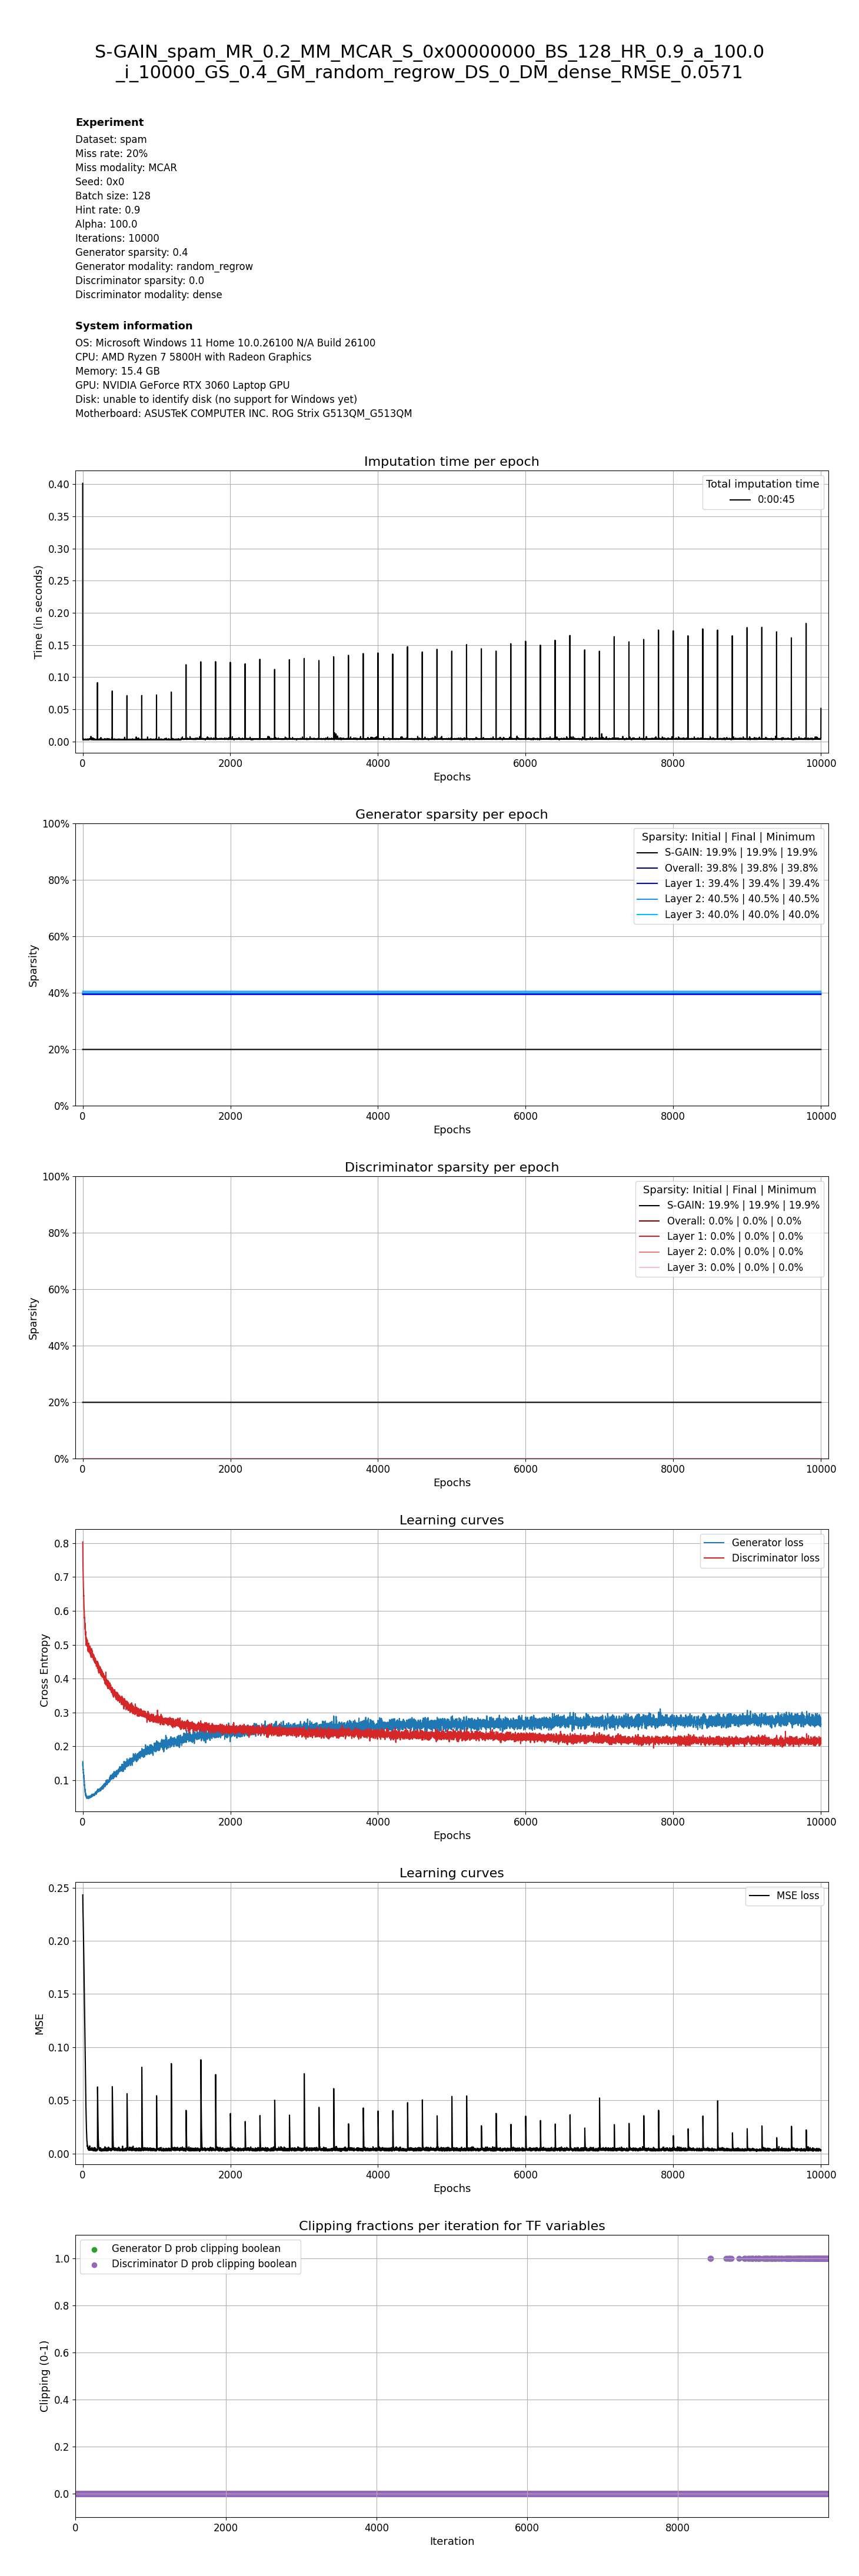 S-GAIN_spam_MR_0.2_MM_MCAR_S_0x00000000_BS_128_HR_0.9_a_100.0
_i_10000_GS_0.4_GM_random_regrow_DS_0_DM_dense_RMSE_0.0571
Experiment
Dataset: spam
Miss rate: 20%
Miss modality: MCAR
Seed: 0x0
Batch size: 128
Hint rate: 0.9
Alpha: 100.0
Iterations: 10000
Generator sparsity: 0.4
Generator modality: random_regrow
Discriminator sparsity: 0.0
Discriminator modality: dense
System information
OS: Microsoft Windows 11 Home 10.0.26100 N/A Build 26100
CPU: AMD Ryzen 7 5800H with Radeon Graphics
Memory: 15.4 GB
GPU: NVIDIA GeForce RTX 3060 Laptop GPU
Disk: unable to identify disk (no support for Windows yet)
Motherboard: ASUSTeK COMPUTER INC. ROG Strix G513QM_G513QM
Imputation time per epoch
Total imputation time
0:00:45
0.40
0.35
0.30
0.25
0.20
0.15
0.10
0.05
0.00
Time (in seconds)
0 2000 4000 6000 8000 10000
Epochs
Generator sparsity per epoch
Sparsity: Initial | Final | Minimum
S-GAIN: 19.9% | 19.9% | 19.9%
Overall: 39.8% | 39.8% | 39.8%
Layer 1: 39.4% | 39.4% | 39.4%
Layer 2: 40.5% | 40.5% | 40.5%
Layer 3: 40.0% | 40.0% | 40.0%
100%
80%
60%
40%
20%
0%
Sparsity
0 2000 4000 6000 8000 10000
Epochs
Discriminator sparsity per epoch
Sparsity: Initial | Final | Minimum
S-GAIN: 19.9% | 19.9% | 19.9%
Overall: 0.0% | 0.0% | 0.0%
Layer 1: 0.0% | 0.0% | 0.0%
Layer 2: 0.0% | 0.0% | 0.0%
Layer 3: 0.0% | 0.0% | 0.0%
100%
80%
60%
40%
20%
0%
Sparsity
0 2000 4000 6000 8000 10000
Epochs
Learning curves
Generator loss
Discriminator loss
0.8
0.7
0.6
0.5
0.4
0.3
0.2
0.1
Cross Entropy
0 2000 4000 6000 8000 10000
Epochs
Learning curves
MSE loss
0.25
0.20
0.15
0.10
0.05
0.00
MSE
0 2000 4000 6000 8000 10000
Epochs
Clipping fractions per iteration for TF variables
Generator D prob clipping boolean
Discriminator D prob clipping boolean
1.0
0.8
0.6
0.4
0.2
0.0
Clipping (0-1)
0 2000 4000 6000 8000
Iteration